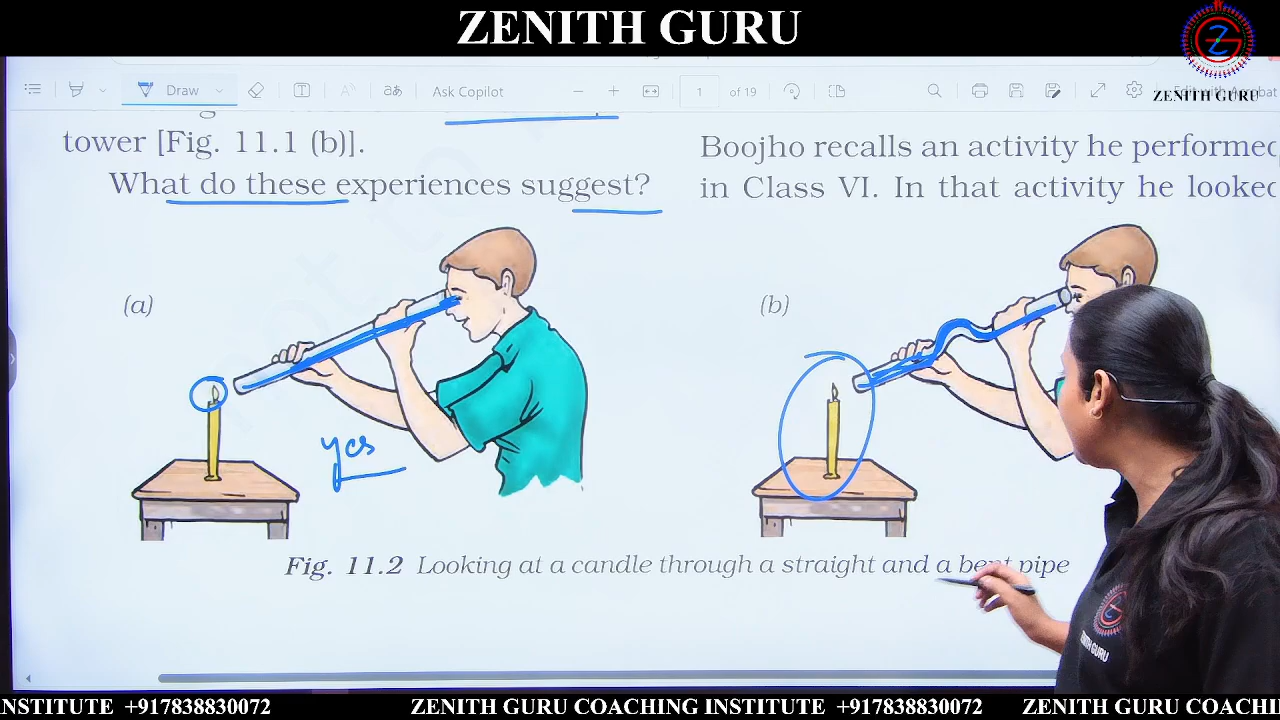 ZENITH GURU
Draw
Ask Copilot
1 of 19
ZENITH GURU
tower [Fig. 11.1 (b)].
What do these experiences suggest?
Boojho recalls an activity he performed
in Class VI. In that activity he looked
(a)
(b)
yes
Fig. 11.2 Looking at a candle through a straight and a bent pipe
ZENITH GURU
NSTITUTE +917838830072 ZENITH GURU COACHING INSTITUTE +917838830072 ZENITH GURU COACHI